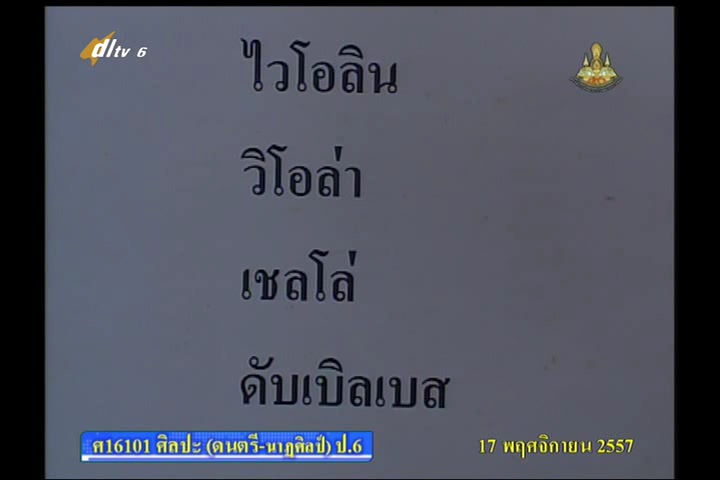 dltv 6
ไวโอลิน
วิโอล่า
เชลโล่
ดับเบิลเบส
ศ16101 ศิลปะ (ดนตรี-นาฏศิลป์) ป.6
17 พฤศจิกายน 2557